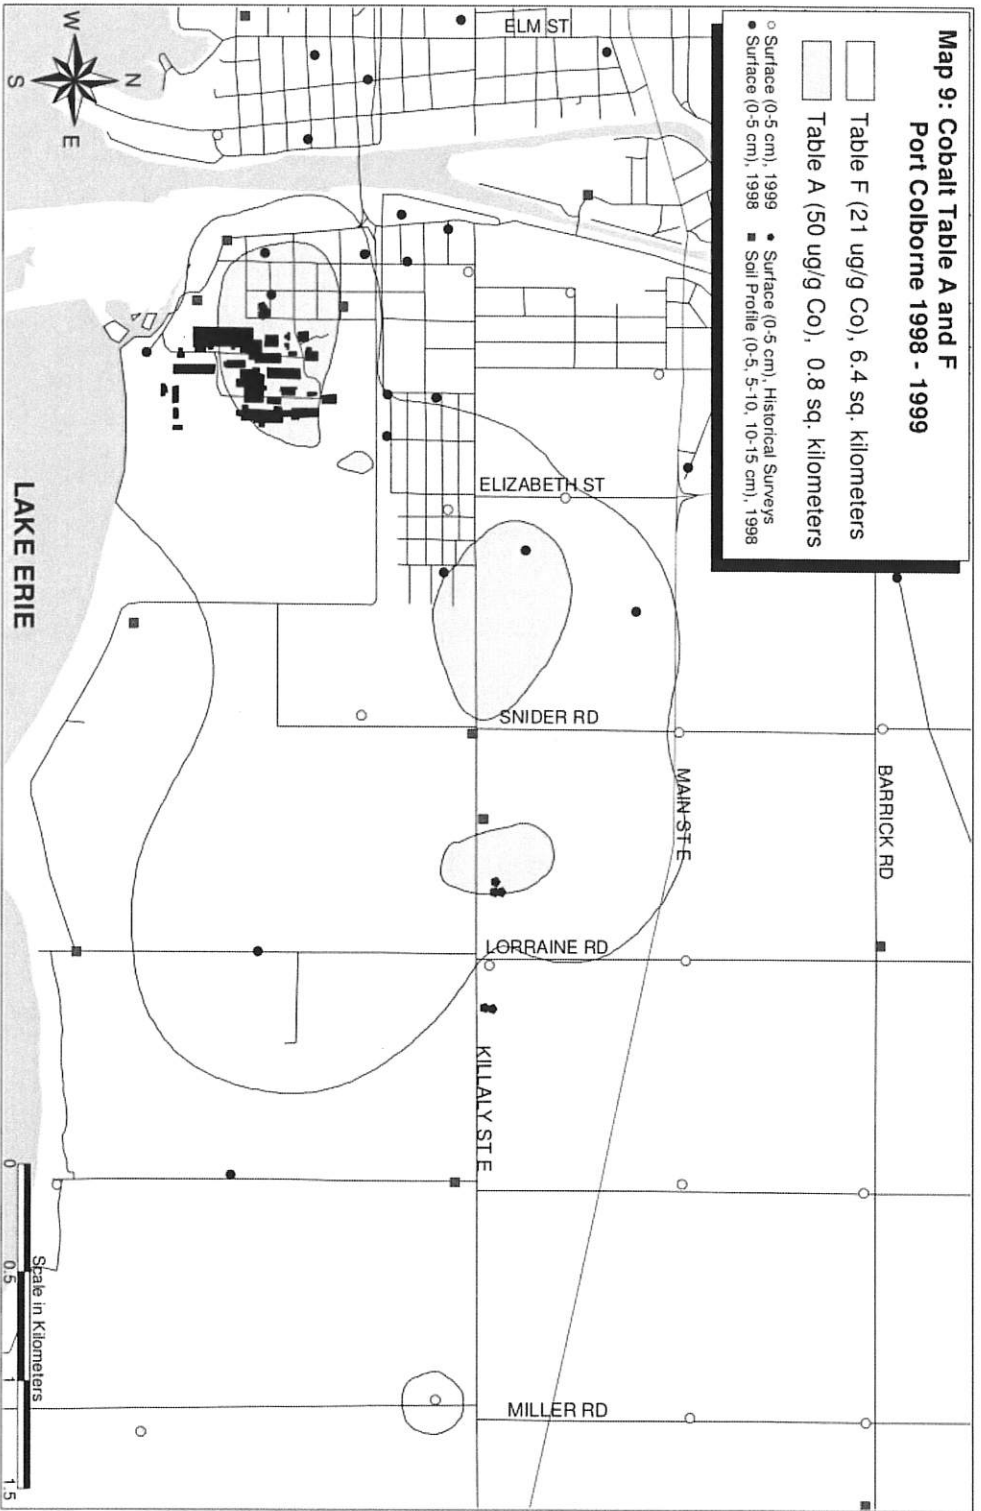 Map 9: Cobalt Table A and F
Port Colborne 1998 - 1999
Table F (21 ug/g Co), 6.4 sq. kilometers
Table A (50 ug/g Co), 0.8 sq. kilometers
Surface (0-5 cm), 1999
Surface (0-5 cm), Historical Surveys
Surface (0-5 cm), 1998
Soil Profile (0-5, 5-10, 10-15 cm), 1998
W
N
S
E
ELM ST
ELIZABETH ST
SNIDER RD
MAIN ST E
BARRICK RD
LORRAINE RD
KILLALY ST E
MILLER RD
LAKE ERIE
Scale in Kilometers
0
0.5
1
1.5